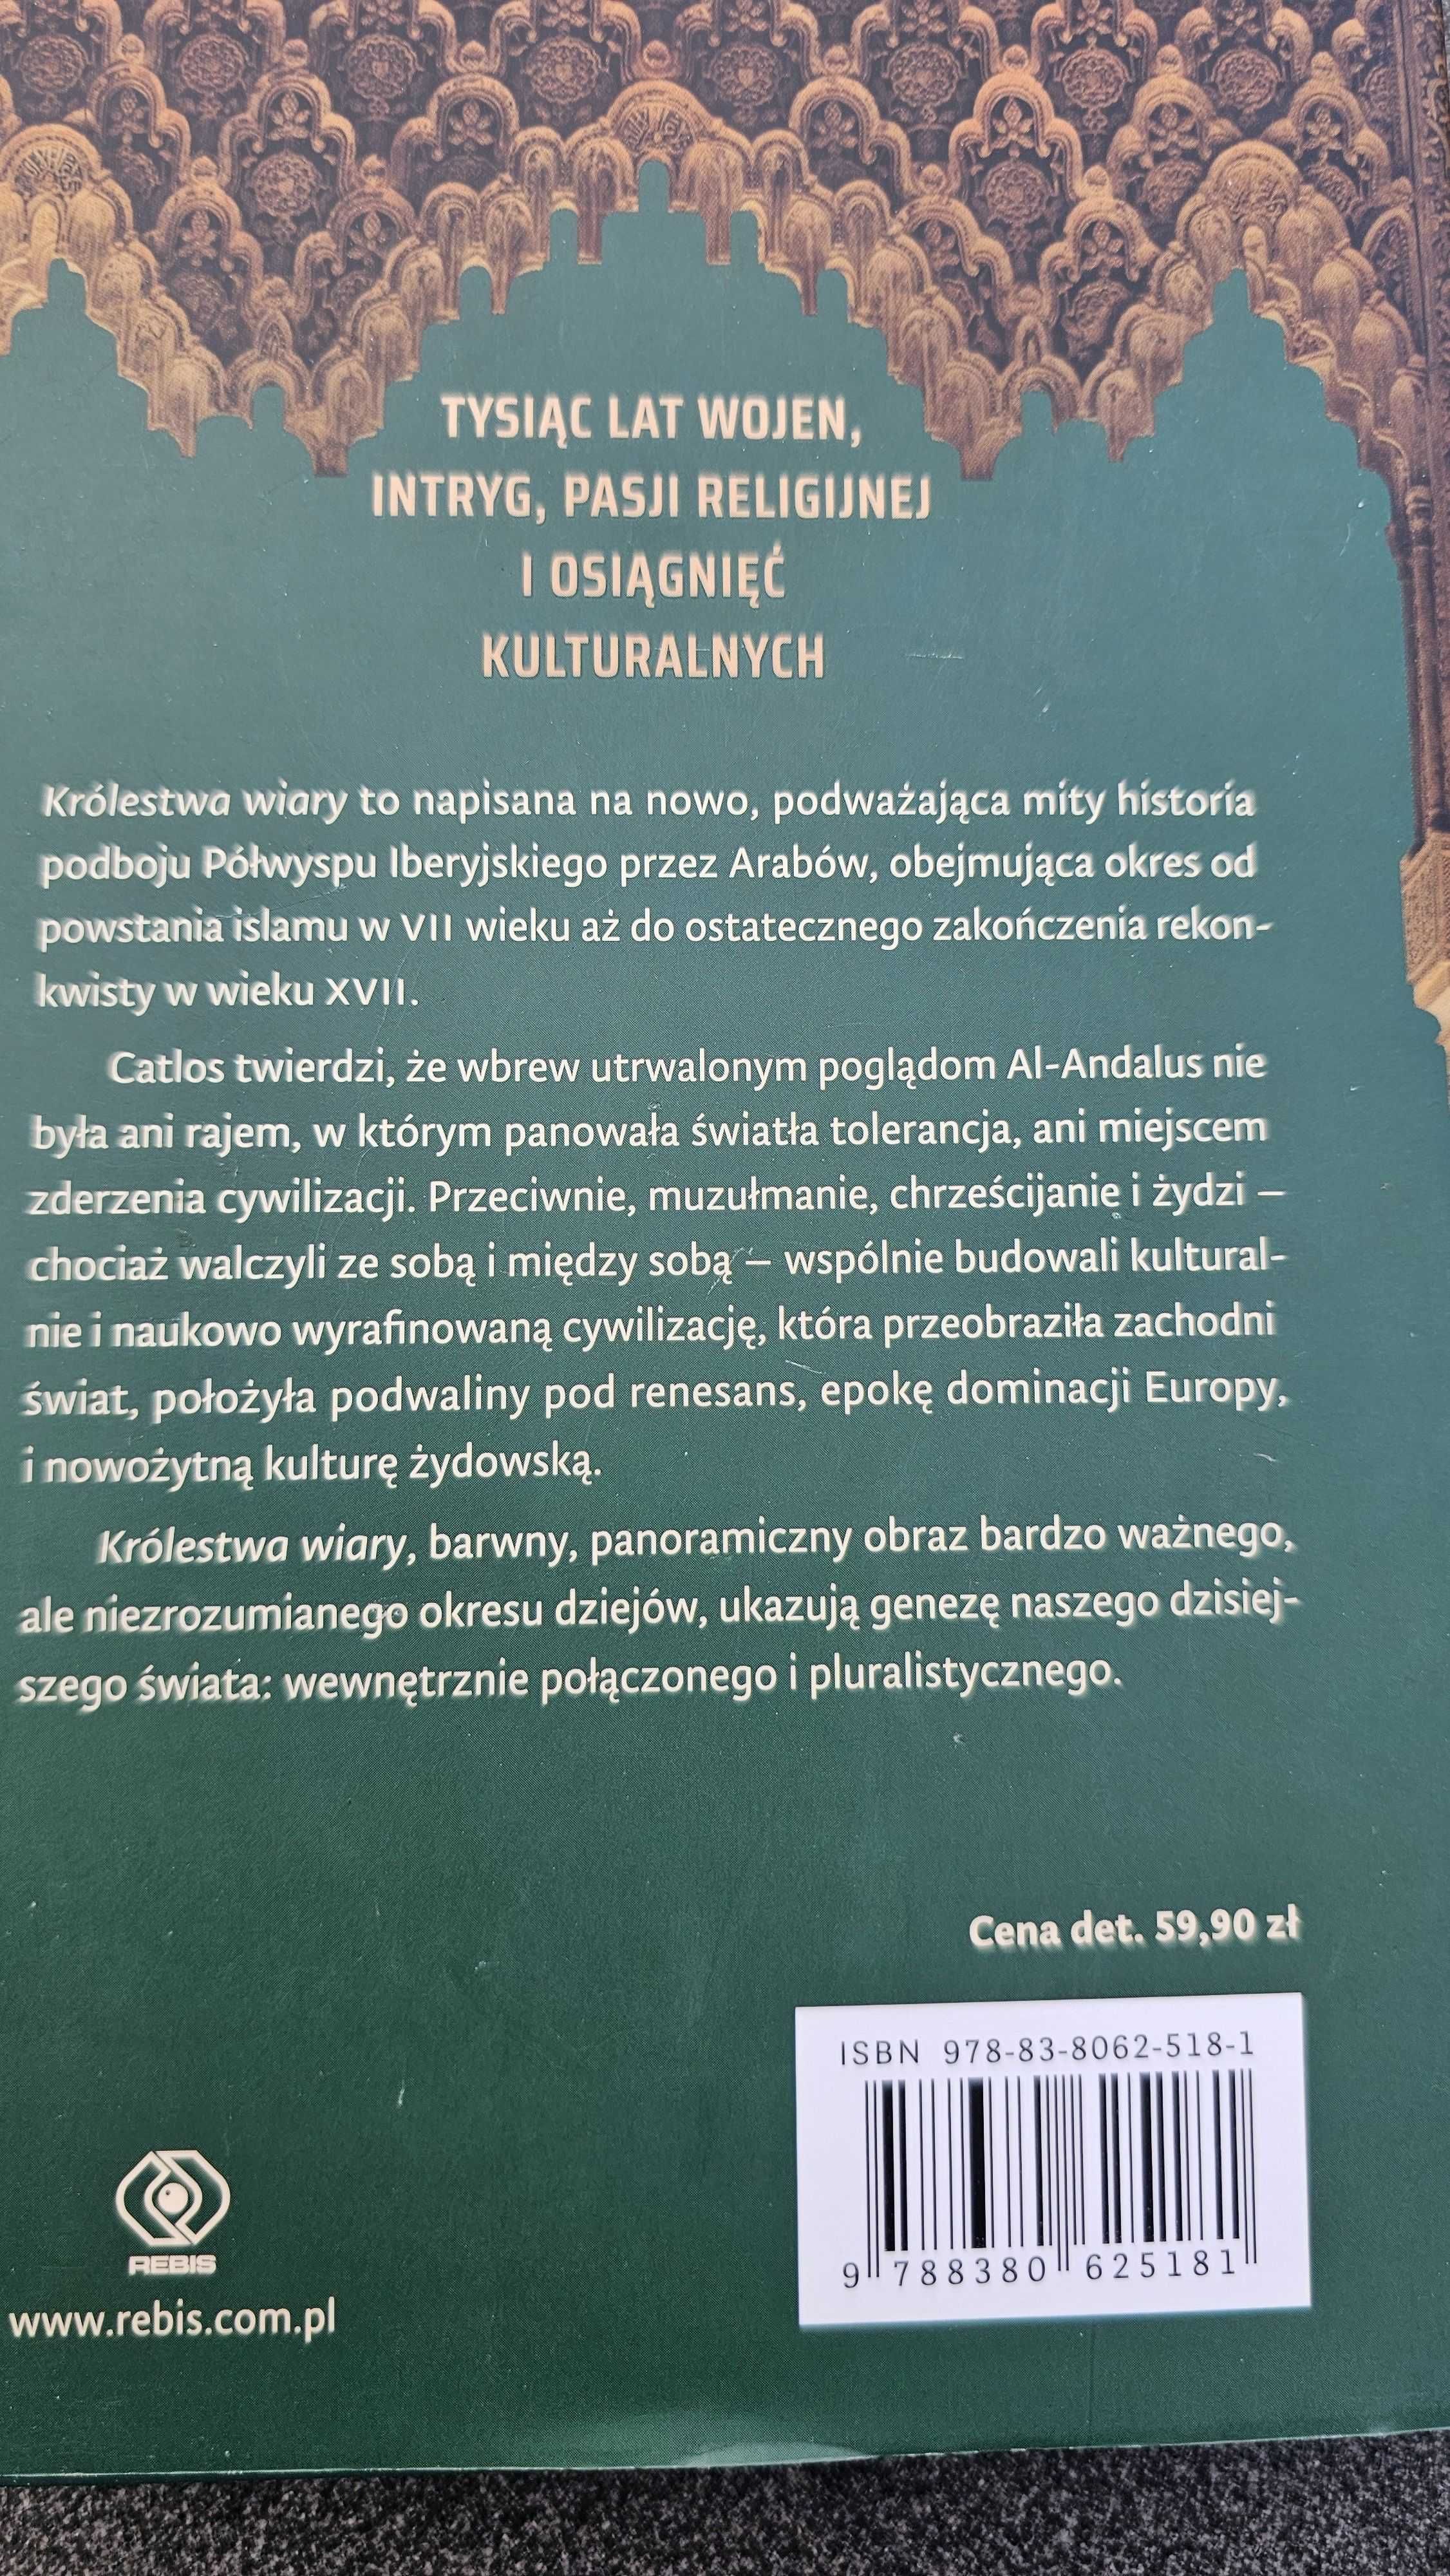 TYSIĄC LAT WOJEN,
INTRYG, PASJI RELIGIJNEJ
I OSIĄGNIĘĆ
KULTURALNYCH
Królestwa wiary to napisana na nowo, podważająca mity historia
podboju Półwyspu Iberyjskiego przez Arabów, obejmująca okres od
powstania islamu w VII wieku aż do ostatecznego zakończenia rekon-
kwisty w wieku XVII.
Catlos twierdzi, że wbrew utrwalonym poglądom Al-Andalus nie
była ani rajem, w którym panowała światła tolerancja, ani miejscem
zderzenia cywilizacji. Przeciwnie, muzułmanie, chrześcijanie i żydzi –
chociaż walczyli ze sobą i między sobą – wspólnie budowali kultural-
nie i naukowo wyrafinowaną cywilizację, która przeobraziła zachodni
świat, położyła podwaliny pod renesans, epokę dominacji Europy,
i nowożytną kulturę żydowską.
Królestwa wiary, barwny, panoramiczny obraz bardzo ważnego,
ale niezrozumianego okresu dziejów, ukazują genezę naszego dzisiej-
szego świata: wewnętrznie połączonego i pluralistycznego.
Cena det. 59,90 zł
ISBN 978-83-8062-518-1
9 788380 625181
REBIS
www.rebis.com.pl